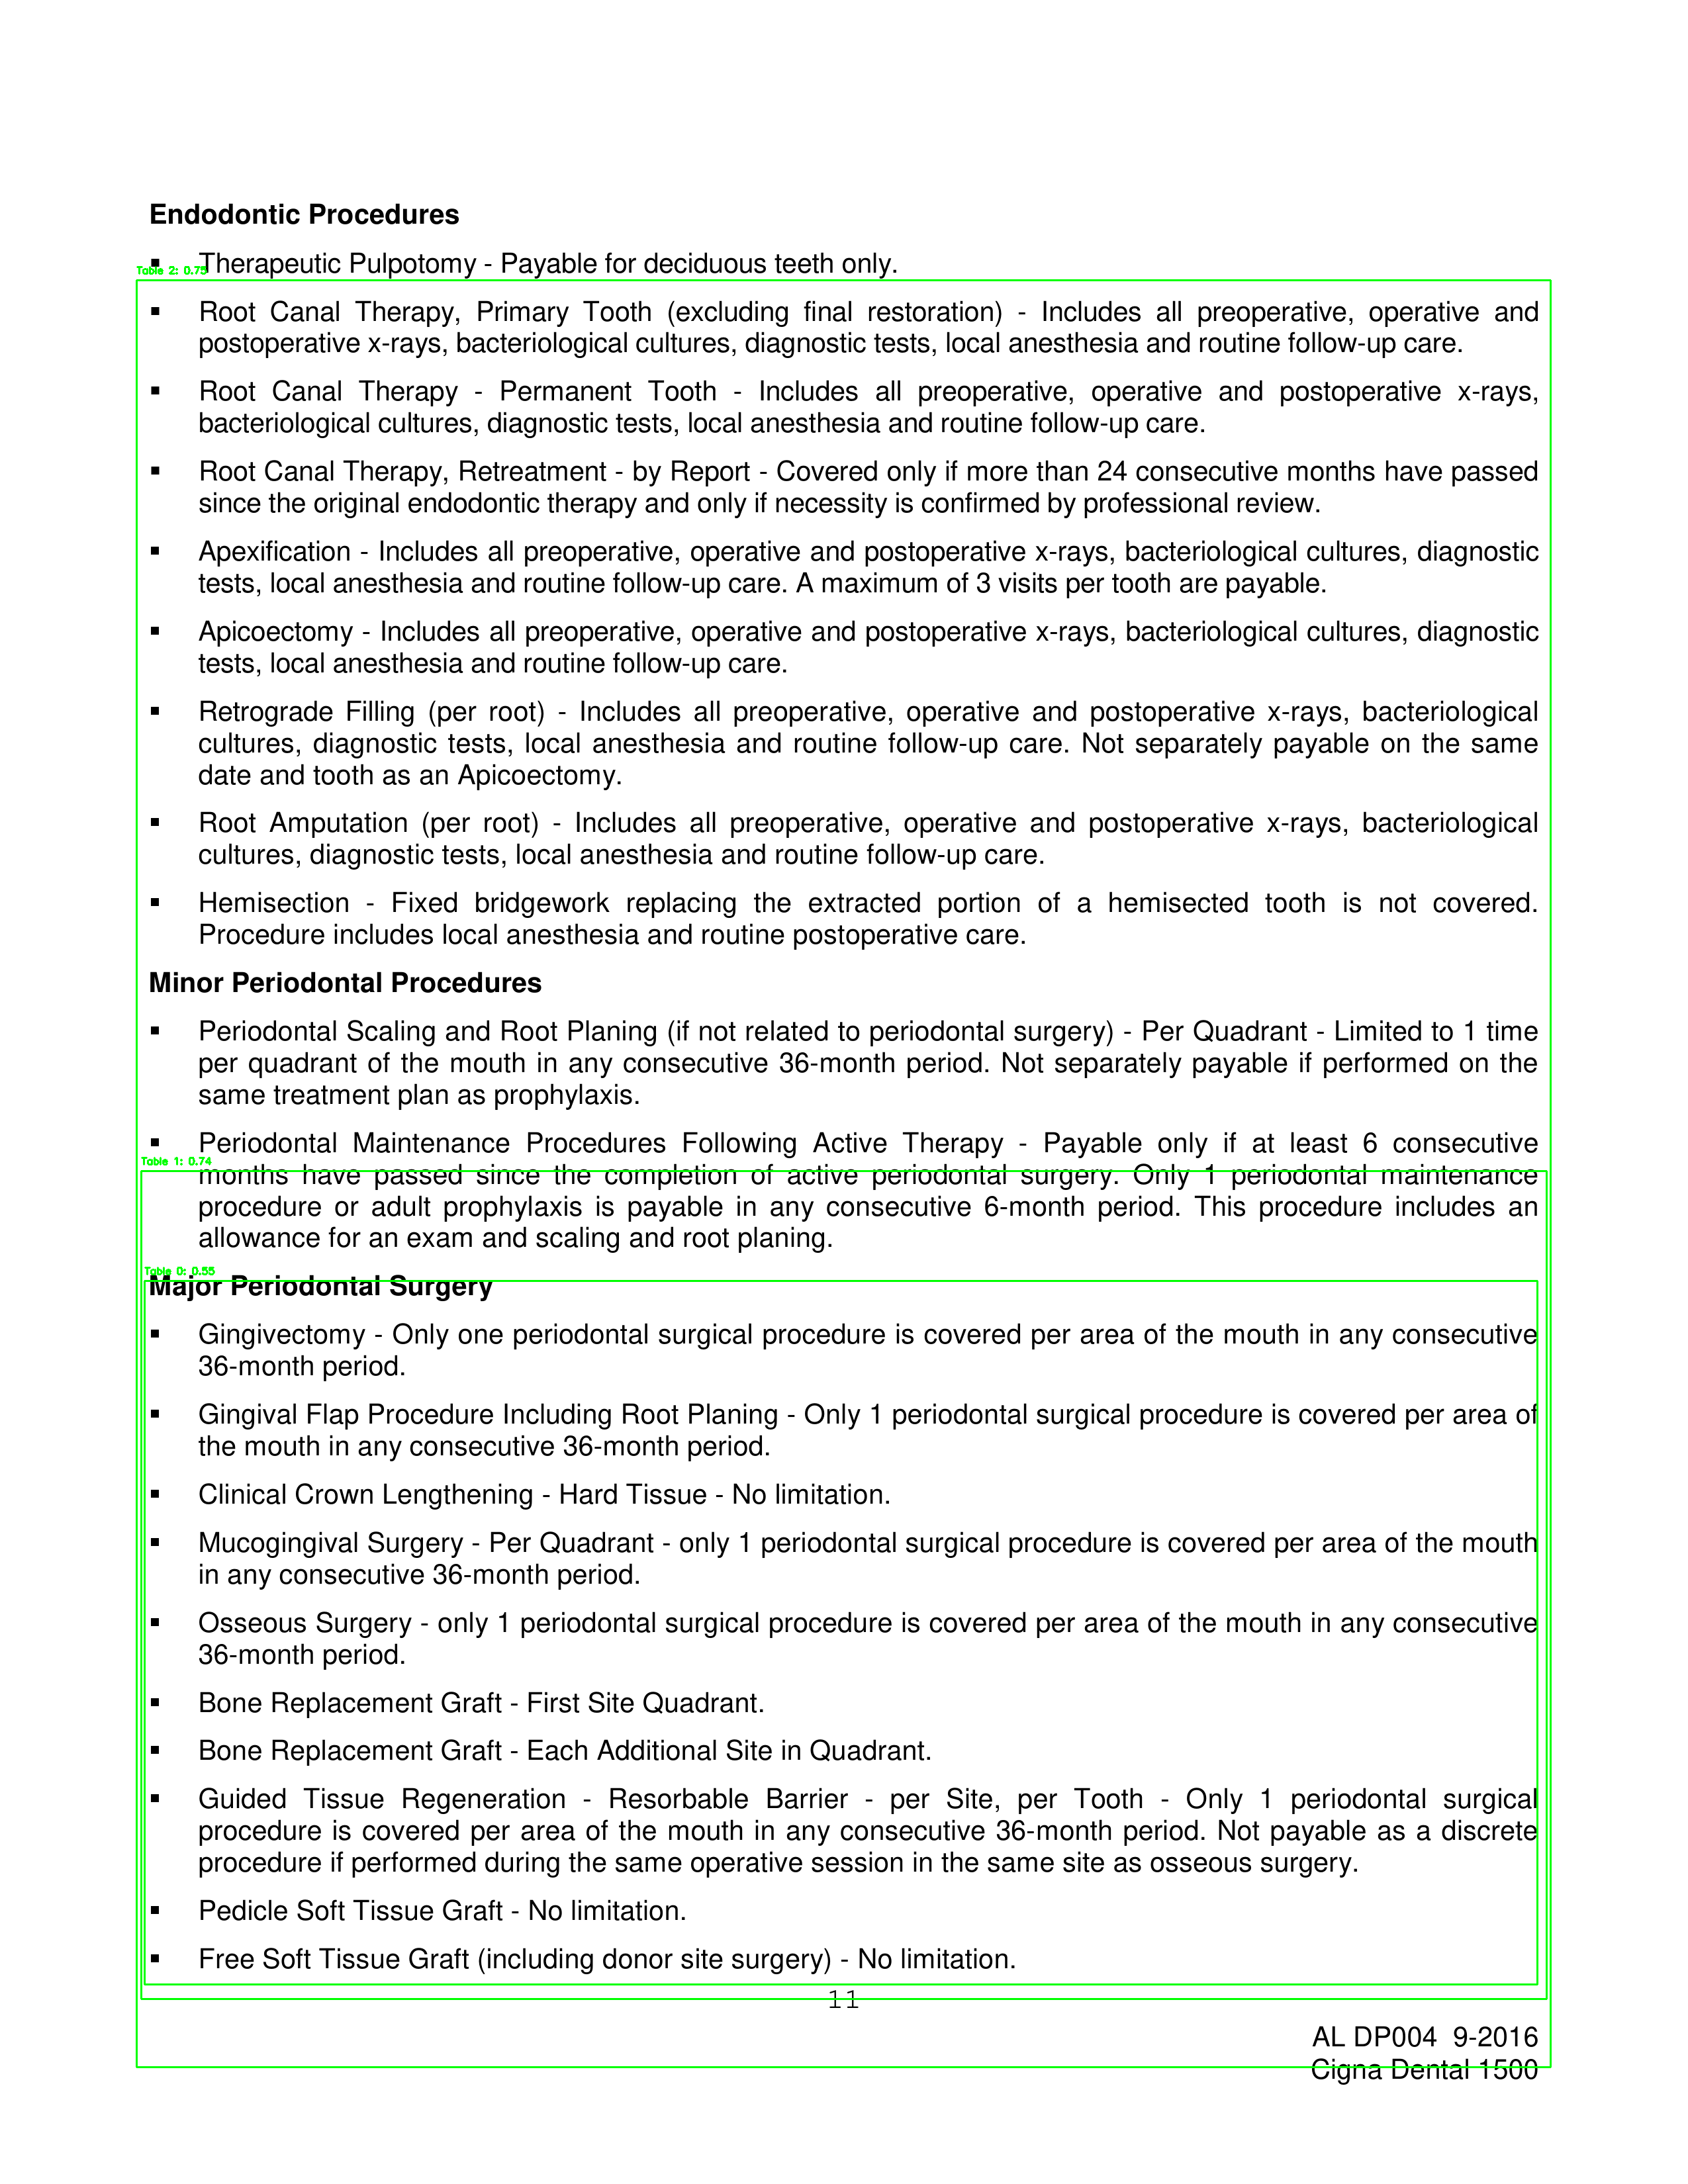 Endodontic Procedures
▪ Therapeutic Pulpotomy - Payable for deciduous teeth only.
Table 2: 0.75
▪ Root Canal Therapy, Primary Tooth (excluding final restoration) - Includes all preoperative, operative and
postoperative x-rays, bacteriological cultures, diagnostic tests, local anesthesia and routine follow-up care.
▪ Root Canal Therapy - Permanent Tooth - Includes all preoperative, operative and postoperative x-rays,
bacteriological cultures, diagnostic tests, local anesthesia and routine follow-up care.
▪ Root Canal Therapy, Retreatment - by Report - Covered only if more than 24 consecutive months have passed
since the original endodontic therapy and only if necessity is confirmed by professional review.
▪ Apexification - Includes all preoperative, operative and postoperative x-rays, bacteriological cultures, diagnostic
tests, local anesthesia and routine follow-up care. A maximum of 3 visits per tooth are payable.
▪ Apicoectomy - Includes all preoperative, operative and postoperative x-rays, bacteriological cultures, diagnostic
tests, local anesthesia and routine follow-up care.
▪ Retrograde Filling (per root) - Includes all preoperative, operative and postoperative x-rays, bacteriological
cultures, diagnostic tests, local anesthesia and routine follow-up care. Not separately payable on the same
date and tooth as an Apicoectomy.
▪ Root Amputation (per root) - Includes all preoperative, operative and postoperative x-rays, bacteriological
cultures, diagnostic tests, local anesthesia and routine follow-up care.
▪ Hemisection - Fixed bridgework replacing the extracted portion of a hemisected tooth is not covered.
Procedure includes local anesthesia and routine postoperative care.
Minor Periodontal Procedures
▪ Periodontal Scaling and Root Planing (if not related to periodontal surgery) - Per Quadrant - Limited to 1 time
per quadrant of the mouth in any consecutive 36-month period. Not separately payable if performed on the
same treatment plan as prophylaxis.
▪ Periodontal Maintenance Procedures Following Active Therapy - Payable only if at least 6 consecutive
Table 1: 0.74
months have passed since the completion of active periodontal surgery. Only 1 periodontal maintenance
procedure or adult prophylaxis is payable in any consecutive 6-month period. This procedure includes an
allowance for an exam and scaling and root planing.
Table 0: 0.55
Major Periodontal Surgery
▪ Gingivectomy - Only one periodontal surgical procedure is covered per area of the mouth in any consecutive
36-month period.
▪ Gingival Flap Procedure Including Root Planing - Only 1 periodontal surgical procedure is covered per area of
the mouth in any consecutive 36-month period.
▪ Clinical Crown Lengthening - Hard Tissue - No limitation.
▪ Mucogingival Surgery - Per Quadrant - only 1 periodontal surgical procedure is covered per area of the mouth
in any consecutive 36-month period.
▪ Osseous Surgery - only 1 periodontal surgical procedure is covered per area of the mouth in any consecutive
36-month period.
▪ Bone Replacement Graft - First Site Quadrant.
▪ Bone Replacement Graft - Each Additional Site in Quadrant.
▪ Guided Tissue Regeneration - Resorbable Barrier - per Site, per Tooth - Only 1 periodontal surgical
procedure is covered per area of the mouth in any consecutive 36-month period. Not payable as a discrete
procedure if performed during the same operative session in the same site as osseous surgery.
▪ Pedicle Soft Tissue Graft - No limitation.
▪ Free Soft Tissue Graft (including donor site surgery) - No limitation.
11
AL DP004 9-2016
Cigna Dental 1500